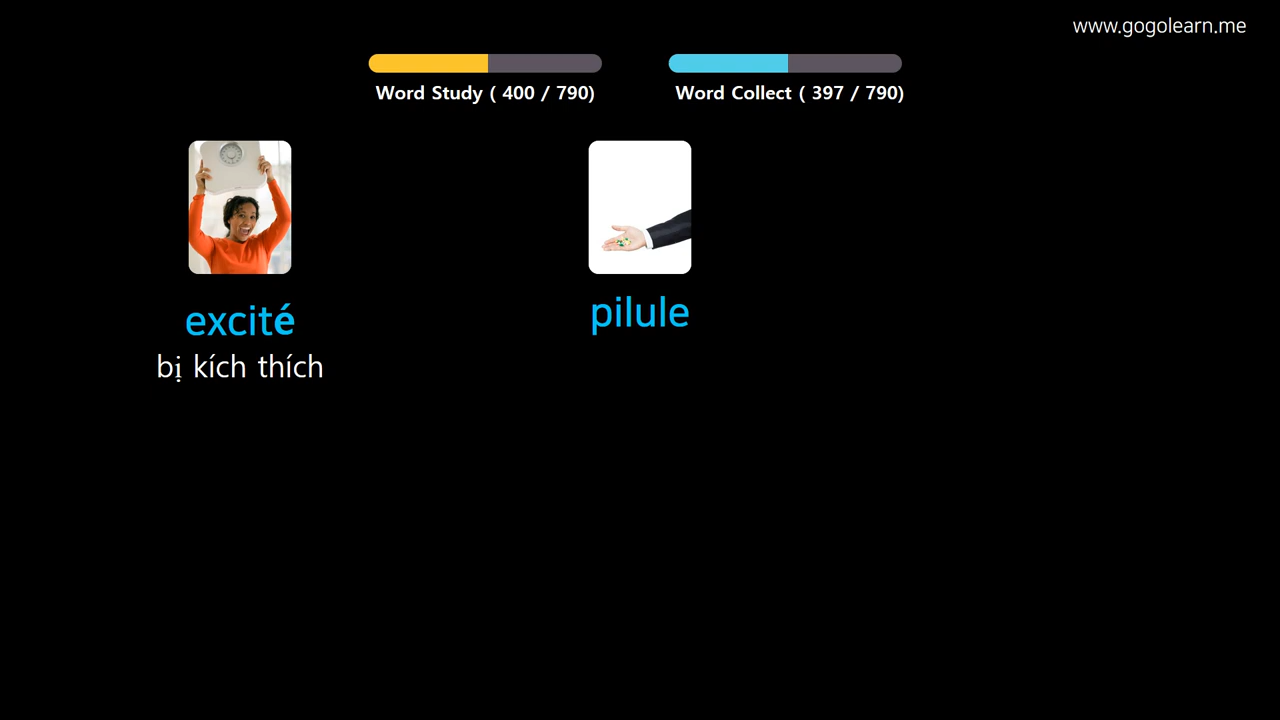 www.gogolearn.me
Word Study ( 400 / 790)
Word Collect ( 397 / 790)
excité
pilule
bị kích thích